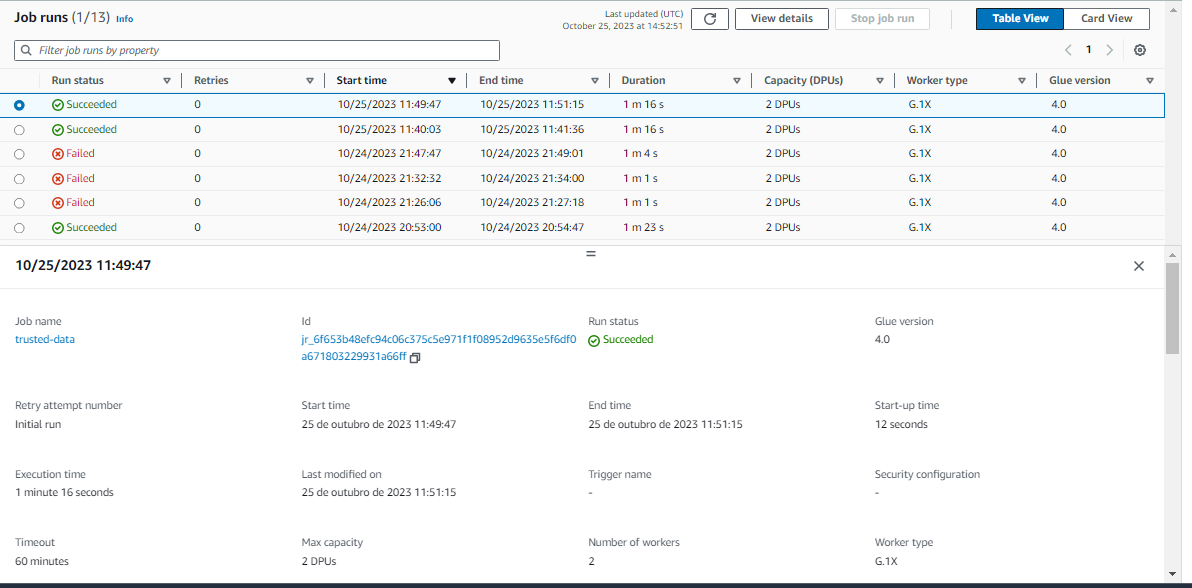 Job runs (1/13) Info
Last updated (UTC)
October 25, 2023 at 14:52:51
View details
Stop job run
Table View
Card View
Filter job runs by property
1
Run status Retries Start time End time Duration Capacity (DPUs) Worker type Glue version
Succeeded 0 10/25/2023 11:49:47 10/25/2023 11:51:15 1 m 16 s 2 DPUs G.1X 4.0
Succeeded 0 10/25/2023 11:40:03 10/25/2023 11:41:36 1 m 16 s 2 DPUs G.1X 4.0
Failed 0 10/24/2023 21:47:47 10/24/2023 21:49:01 1 m 4 s 2 DPUs G.1X 4.0
Failed 0 10/24/2023 21:32:32 10/24/2023 21:34:00 1 m 1 s 2 DPUs G.1X 4.0
Failed 0 10/24/2023 21:26:06 10/24/2023 21:27:18 1 m 1 s 2 DPUs G.1X 4.0
Succeeded 0 10/24/2023 20:53:00 10/24/2023 20:54:47 1 m 23 s 2 DPUs G.1X 4.0
10/25/2023 11:49:47
Job name Id Run status Glue version
trusted-data jr_6f653b48efc94c06c375c5e971f1f08952d9635e5f6df0 Succeeded 4.0
a671803229931a66ff
Retry attempt number Start time End time Start-up time
Initial run 25 de outubro de 2023 11:49:47 25 de outubro de 2023 11:51:15 12 seconds
Execution time Last modified on Trigger name Security configuration
1 minute 16 seconds 25 de outubro de 2023 11:51:15 - -
Timeout Max capacity Number of workers Worker type
60 minutes 2 DPUs 2 G.1X